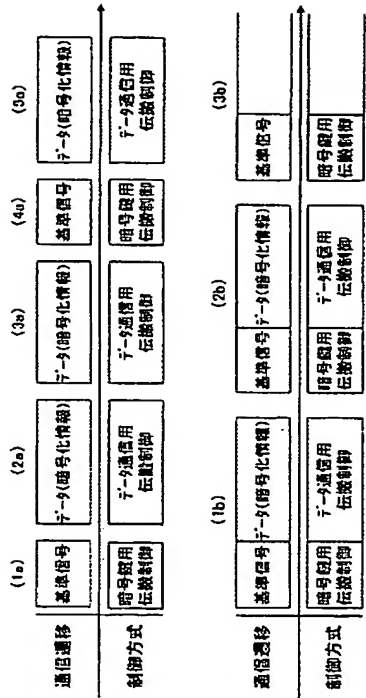 (1a)
(2a)
(3a)
(4a)
(3a)
通信遷移
基準信号
データ(暗号化情報)
データ(暗号化情報)
基準信号
データ(暗号化情報)
制御方式
暗号鍵用
伝搬制御
データ通信用
伝搬制御
データ通信用
伝搬制御
暗号鍵用
伝搬制御
データ通信用
伝搬制御
(1b)
(2b)
(3b)
通信遷移
基準信号
データ(暗号化情報)
基準信号
データ(暗号化情報)
基準信号
制御方式
暗号鍵用
伝搬制御
データ通信用
伝搬制御
暗号鍵用
伝搬制御
データ通信用
伝搬制御
暗号鍵用
伝搬制御